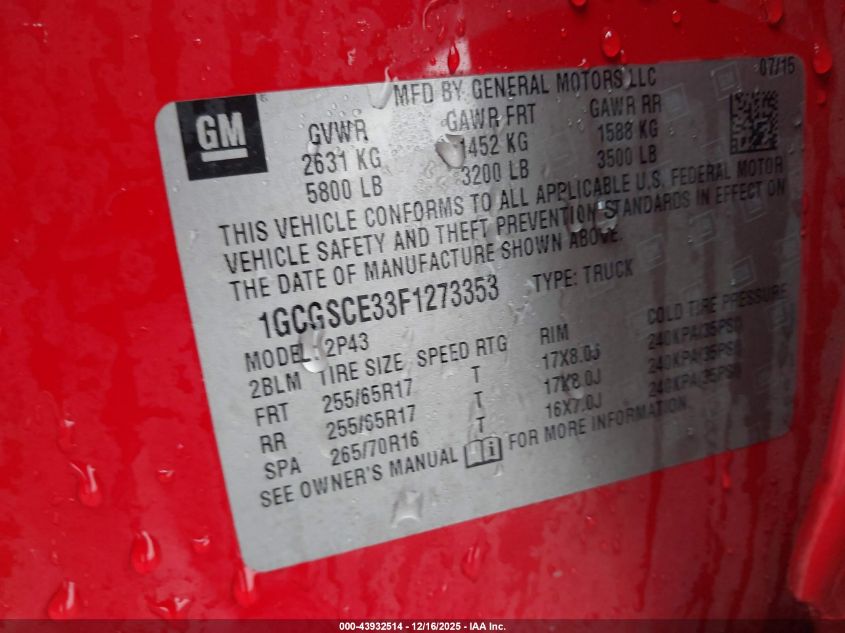 MFD BY GENERAL MOTORS LLC 07/15
GM
GVWR GAWR FRT GAWR RR
2631 KG 1452 KG 1588 KG
5800 LB 3200 LB 3500 LB
THIS VEHICLE CONFORMS TO ALL APPLICABLE U.S. FEDERAL MOTOR
VEHICLE SAFETY AND THEFT PREVENTION STANDARDS IN EFFECT ON
THE DATE OF MANUFACTURE SHOWN ABOVE.
1GCGSCE33F1273353 TYPE: TRUCK
MODEL: 2P43
2BLM TIRE SIZE SPEED RTG RIM COLD TIRE PRESSURE
FRT 255/65R17 T 17X8.0J 240KPA(35PSI)
RR 255/65R17 T 17X8.0J 240KPA(35PSI)
SPA 265/70R16 T 16X7.0J 240KPA(35PSI)
SEE OWNER'S MANUAL FOR MORE INFORMATION.
000-43932514 - 12/16/2025 - IAA Inc.